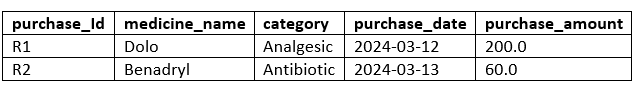 purchase_Id medicine_name category purchase_date purchase_amount
R1 Dolo Analgesic 2024-03-12 200.0
R2 Benadryl Antibiotic 2024-03-13 60.0